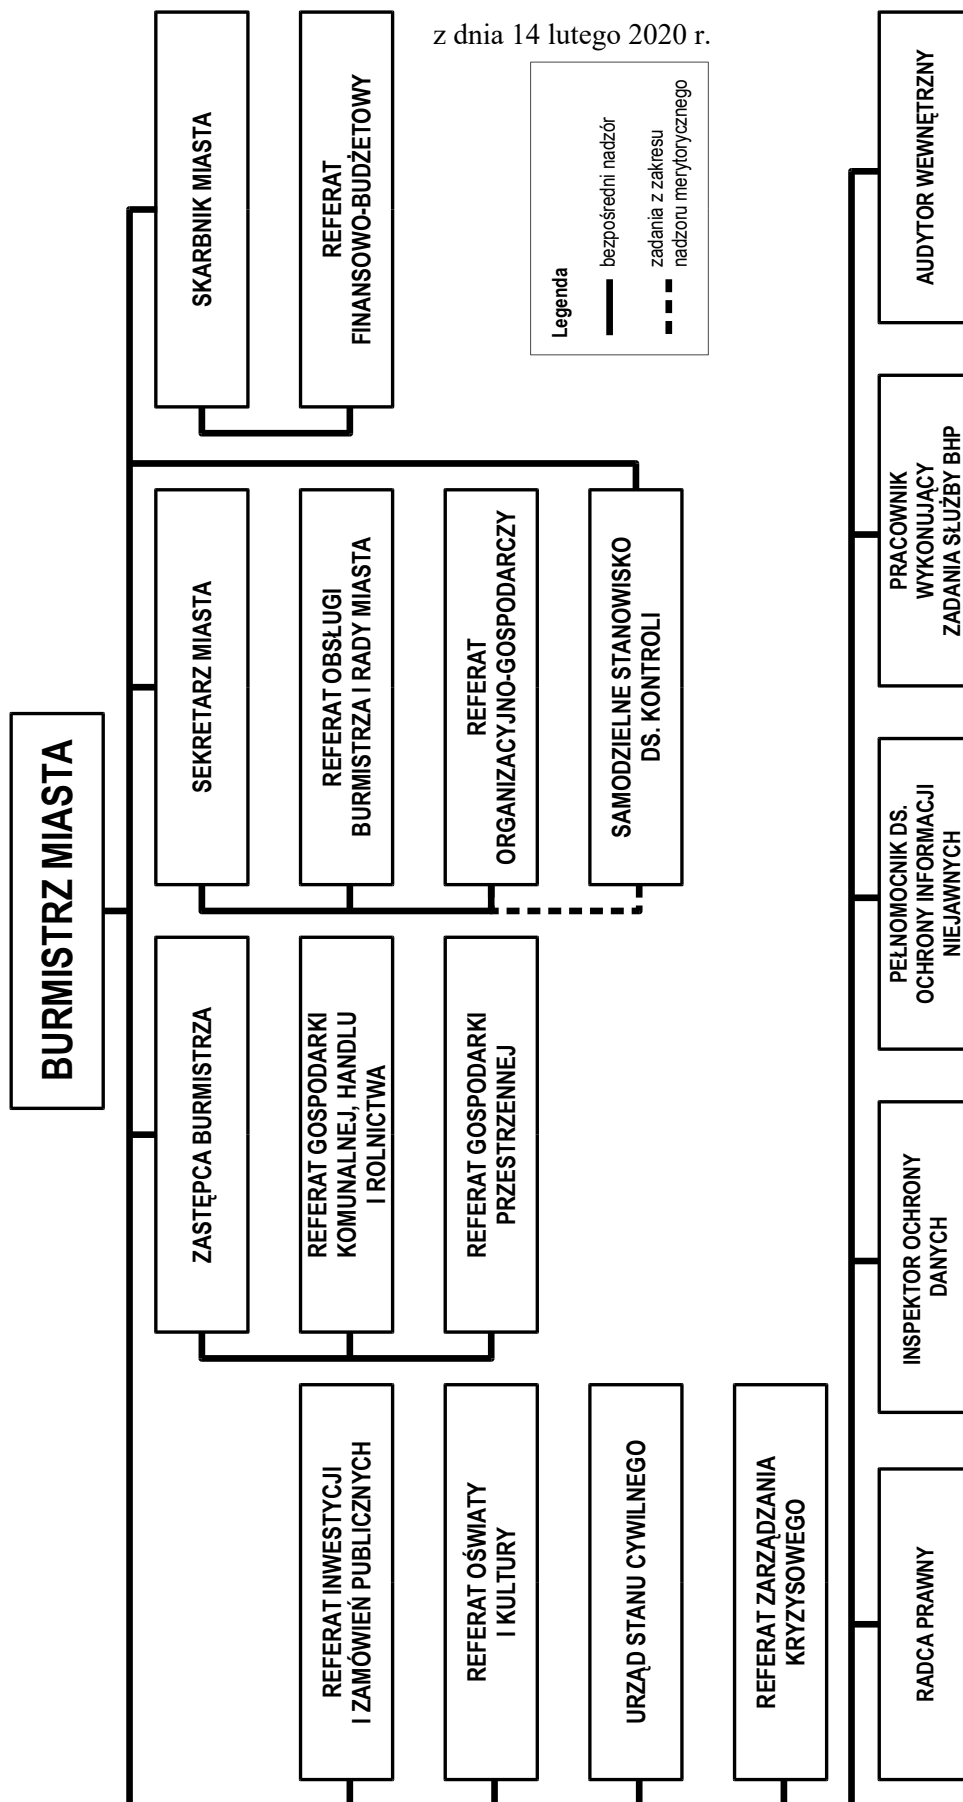 z dnia 14 lutego 2020 r.
BURMISTRZ MIASTA
ZASTĘPCA BURMISTRZA
SEKRETARZ MIASTA
SKARBNIK MIASTA
REFERAT INWESTYCJI
I ZAMÓWIEŃ PUBLICZNYCH
REFERAT GOSPODARKI
KOMUNALNEJ, HANDLU
I ROLNICTWA
REFERAT OBSŁUGI
BURMISTRZA I RADY MIASTA
REFERAT
FINANSOWO-BUDŻETOWY
REFERAT OŚWIATY
I KULTURY
REFERAT GOSPODARKI
PRZESTRZENNEJ
REFERAT
ORGANIZACYJNO-GOSPODARCZY
URZĄD STANU CYWILNEGO
SAMODZIELNE STANOWISKO
DS. KONTROLI
Legenda
bezpośredni nadzór
zadania z zakresu
nadzoru merytorycznego
REFERAT ZARZĄDZANIA
KRYZYSOWEGO
RADCA PRAWNY
INSPEKTOR OCHRONY
DANYCH
PEŁNOMOCNIK DS.
OCHRONY INFORMACJI
NIEJAWNYCH
PRACOWNIK
WYKONUJĄCY
ZADANIA SŁUŻBY BHP
AUDYTOR WEWNĘTRZNY